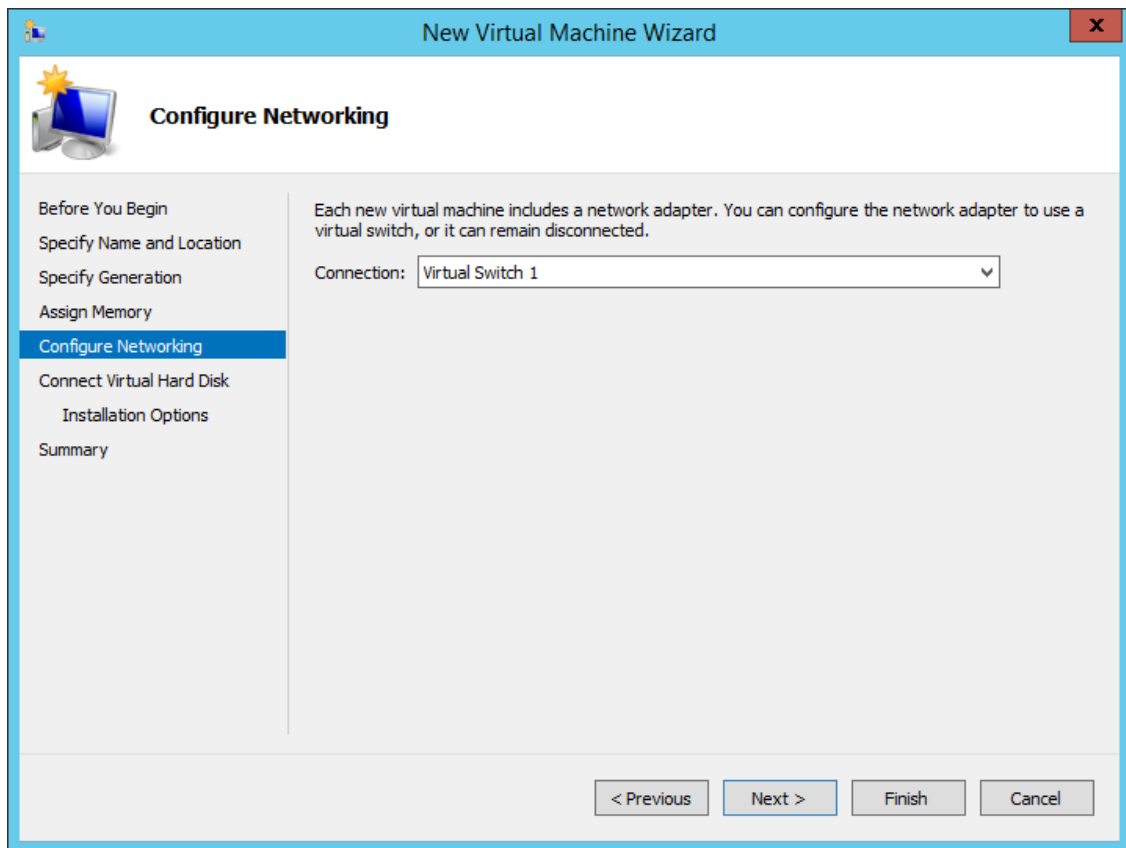 New Virtual Machine Wizard
x
Configure Networking
Before You Begin
Specify Name and Location
Specify Generation
Assign Memory
Configure Networking
Connect Virtual Hard Disk
Installation Options
Summary
Each new virtual machine includes a network adapter. You can configure the network adapter to use a
virtual switch, or it can remain disconnected.
Connection: Virtual Switch 1
< Previous Next > Finish Cancel